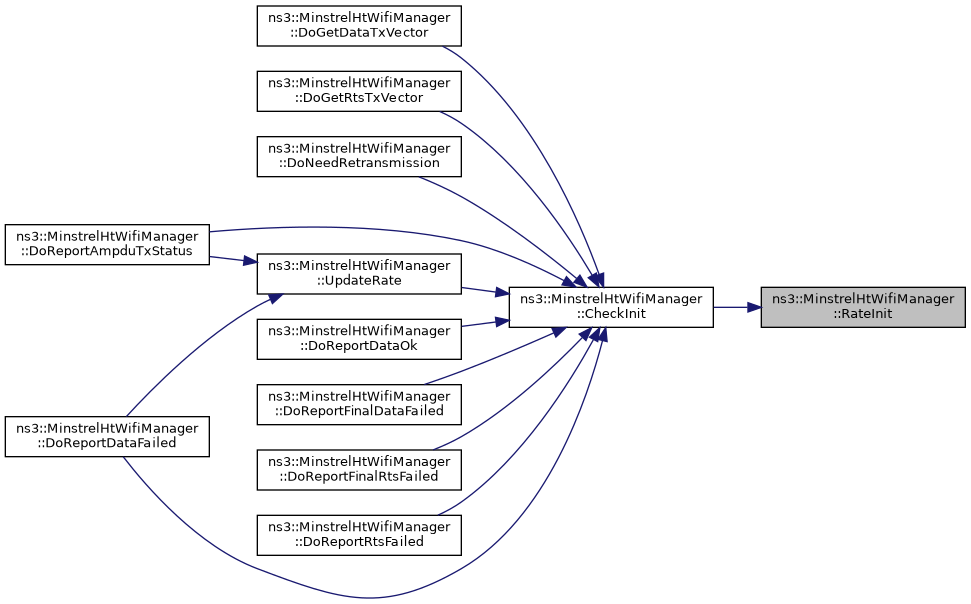 ns3::MinstrelHtWifiManager
::DoGetDataTxVector
ns3::MinstrelHtWifiManager
::DoGetRtsTxVector
ns3::MinstrelHtWifiManager
::DoNeedRetransmission
ns3::MinstrelHtWifiManager
::DoReportAmpduTxStatus
ns3::MinstrelHtWifiManager
::UpdateRate
ns3::MinstrelHtWifiManager
::CheckInit
ns3::MinstrelHtWifiManager
::RateInit
ns3::MinstrelHtWifiManager
::DoReportDataOk
ns3::MinstrelHtWifiManager
::DoReportFinalDataFailed
ns3::MinstrelHtWifiManager
::DoReportDataFailed
ns3::MinstrelHtWifiManager
::DoReportFinalRtsFailed
ns3::MinstrelHtWifiManager
::DoReportRtsFailed